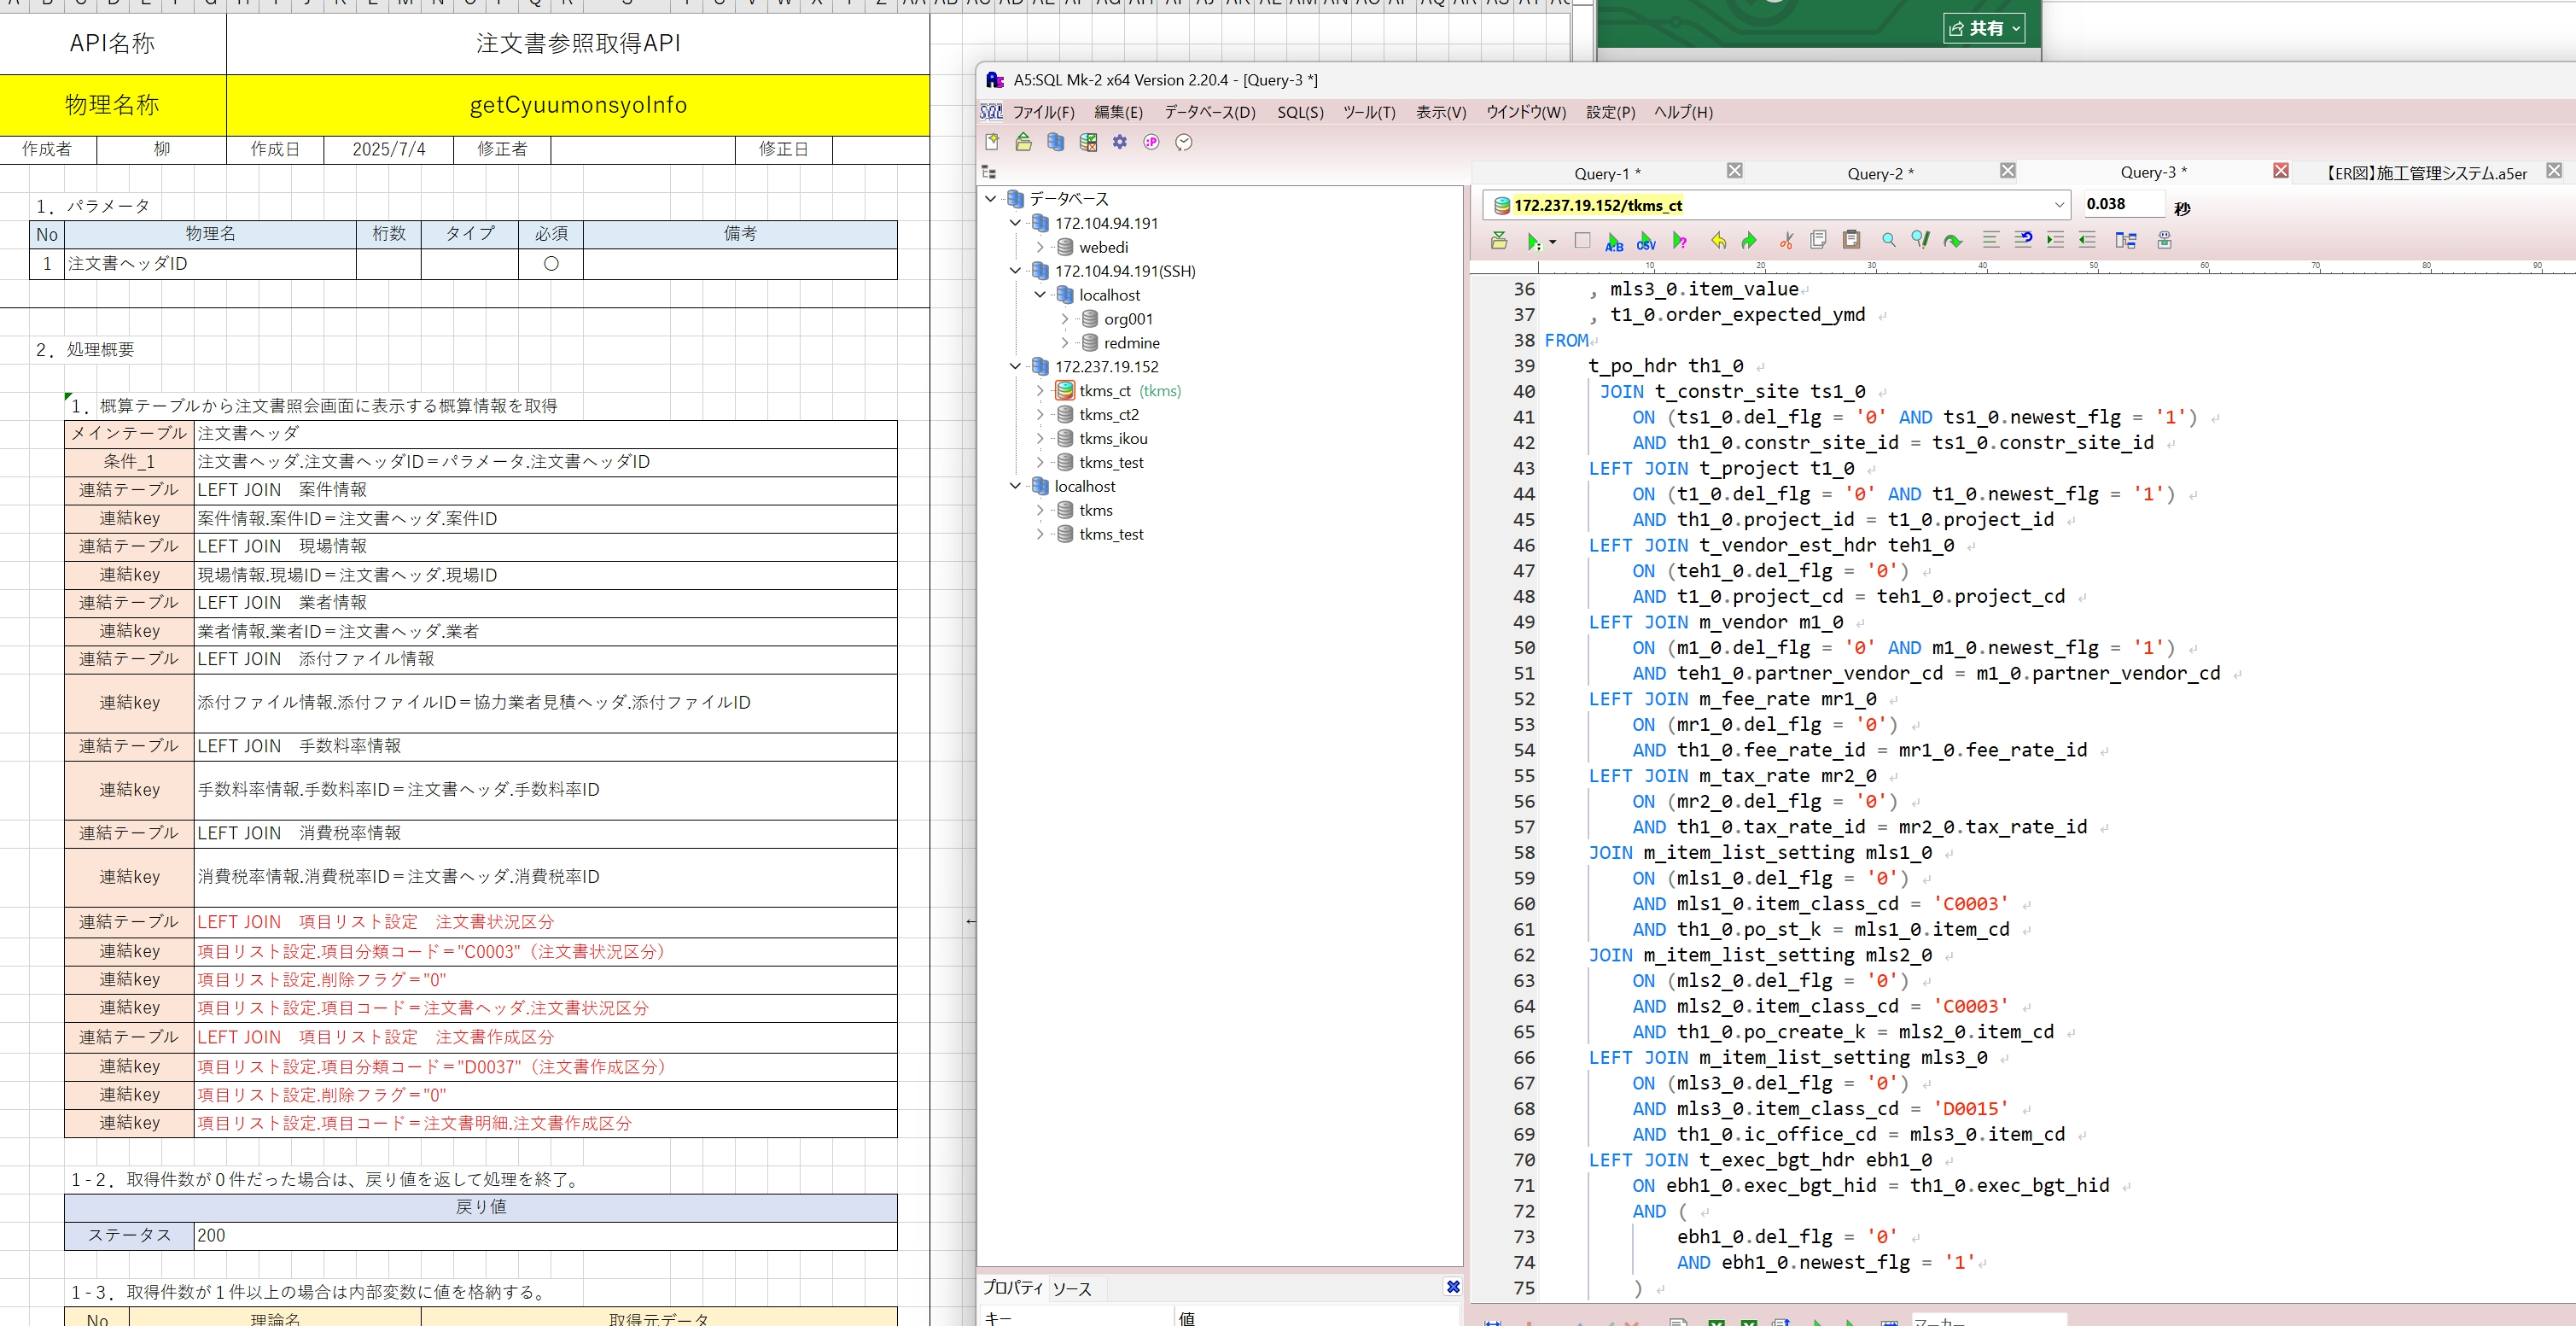 API名称
注文書参照取得API
物理名称
getCyuumonsyoInfo
作成者 柳 作成日 2025/7/4 修正者 修正日
1．パラメータ
No 物理名 桁数 タイプ 必須 備考
1 注文書ヘッダID 〇
2．処理概要
1．概算テーブルから注文書照会画面に表示する概算情報を取得
メインテーブル 注文書ヘッダ
条件_1 注文書ヘッダ.注文書ヘッダID＝パラメータ.注文書ヘッダID
連結テーブル LEFT JOIN　案件情報
連結key 案件情報.案件ID＝注文書ヘッダ.案件ID
連結テーブル LEFT JOIN　現場情報
連結key 現場情報.現場ID＝注文書ヘッダ.現場ID
連結テーブル LEFT JOIN　業者情報
連結key 業者情報.業者ID＝注文書ヘッダ.業者
連結テーブル LEFT JOIN　添付ファイル情報
連結key 添付ファイル情報.添付ファイルID＝協力業者見積ヘッダ.添付ファイルID
連結テーブル LEFT JOIN　手数料率情報
連結key 手数料率情報.手数料率ID＝注文書ヘッダ.手数料率ID
連結テーブル LEFT JOIN　消費税率情報
連結key 消費税率情報.消費税率ID＝注文書ヘッダ.消費税率ID
連結テーブル LEFT JOIN　項目リスト設定　注文書状況区分
連結key 項目リスト設定.項目分類コード＝"C0003"（注文書状況区分）
連結key 項目リスト設定.削除フラグ＝"0"
連結key 項目リスト設定.項目コード＝注文書ヘッダ.注文書状況区分
連結テーブル LEFT JOIN　項目リスト設定　注文書作成区分
連結key 項目リスト設定.項目分類コード＝"D0037"（注文書作成区分）
連結key 項目リスト設定.削除フラグ＝"0"
連結key 項目リスト設定.項目コード＝注文書明細.注文書作成区分
1-2．取得件数が０件だった場合は、戻り値を返して処理を終了。
戻り値
ステータス 200
1-3．取得件数が１件以上の場合は内部変数に値を格納する。
No 理論名 取得元データ
共有
A5:SQL Mk-2 x64 Version 2.20.4 - [Query-3 *]
ファイル(F) 編集(E) データベース(D) SQL(S) ツール(T) 表示(V) ウインドウ(W) 設定(P) ヘルプ(H)
データベース
172.104.94.191
webedi
172.104.94.191(SSH)
localhost
org001
redmine
172.237.19.152
tkms_ct (tkms)
tkms_ct2
tkms_ikou
tkms_test
localhost
tkms
tkms_test
プロパティ ソース
キー 値
Query-1 * Query-2 * Query-3 * 【ER図】施工管理システム.a5er
172.237.19.152/tkms_ct 0.038 秒
10 20 30 40 50 60 70 80 90
36 , mls3_0.item_value
37 , t1_0.order_expected_ymd
38 FROM
39 t_po_hdr th1_0
40 JOIN t_constr_site ts1_0
41 ON (ts1_0.del_flg = '0' AND ts1_0.newest_flg = '1')
42 AND th1_0.constr_site_id = ts1_0.constr_site_id
43 LEFT JOIN t_project t1_0
44 ON (t1_0.del_flg = '0' AND t1_0.newest_flg = '1')
45 AND th1_0.project_id = t1_0.project_id
46 LEFT JOIN t_vendor_est_hdr teh1_0
47 ON (teh1_0.del_flg = '0')
48 AND t1_0.project_cd = teh1_0.project_cd
49 LEFT JOIN m_vendor m1_0
50 ON (m1_0.del_flg = '0' AND m1_0.newest_flg = '1')
51 AND teh1_0.partner_vendor_cd = m1_0.partner_vendor_cd
52 LEFT JOIN m_fee_rate mr1_0
53 ON (mr1_0.del_flg = '0')
54 AND th1_0.fee_rate_id = mr1_0.fee_rate_id
55 LEFT JOIN m_tax_rate mr2_0
56 ON (mr2_0.del_flg = '0')
57 AND th1_0.tax_rate_id = mr2_0.tax_rate_id
58 JOIN m_item_list_setting mls1_0
59 ON (mls1_0.del_flg = '0')
60 AND mls1_0.item_class_cd = 'C0003'
61 AND th1_0.po_st_k = mls1_0.item_cd
62 JOIN m_item_list_setting mls2_0
63 ON (mls2_0.del_flg = '0')
64 AND mls2_0.item_class_cd = 'C0003'
65 AND th1_0.po_create_k = mls2_0.item_cd
66 LEFT JOIN m_item_list_setting mls3_0
67 ON (mls3_0.del_flg = '0')
68 AND mls3_0.item_class_cd = 'D0015'
69 AND th1_0.ic_office_cd = mls3_0.item_cd
70 LEFT JOIN t_exec_bgt_hdr ebh1_0
71 ON ebh1_0.exec_bgt_hid = th1_0.exec_bgt_hid
72 AND (
73 ebh1_0.del_flg = '0'
74 AND ebh1_0.newest_flg = '1'
75 )